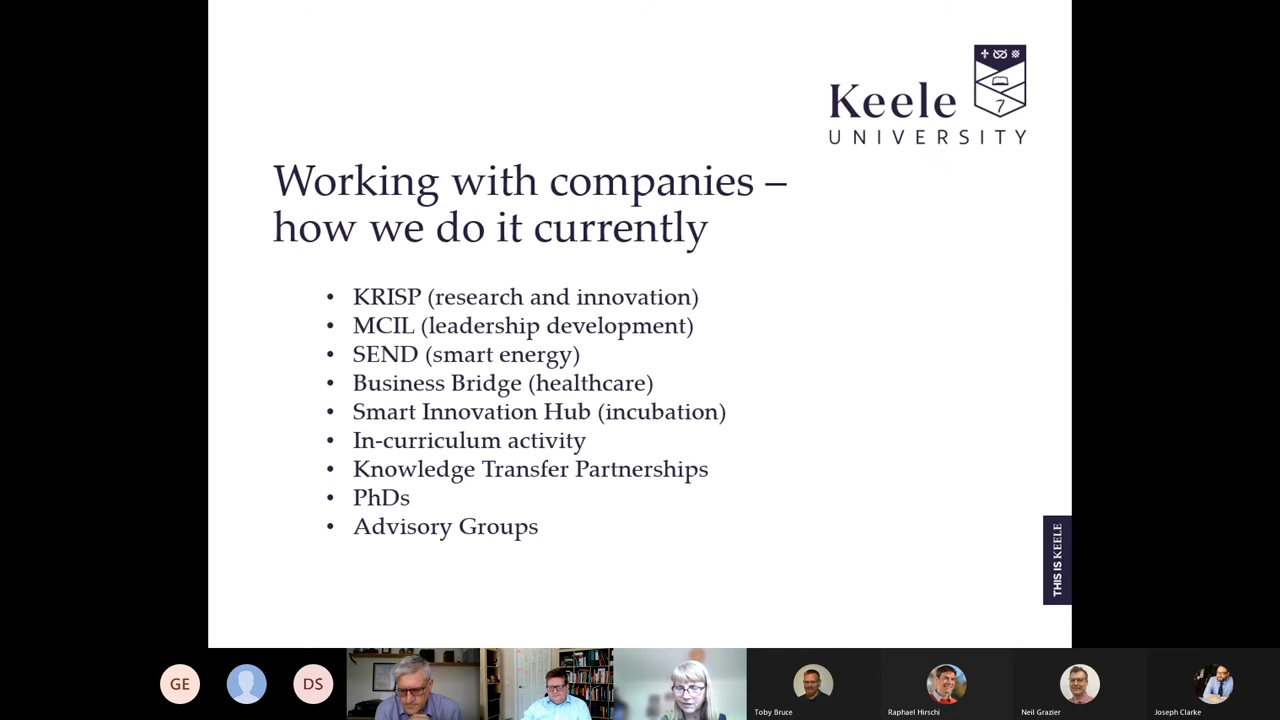 Keele
UNIVERSITY
Working with companies –
how we do it currently
• KRISP (research and innovation)
• MCIL (leadership development)
• SEND (smart energy)
• Business Bridge (healthcare)
• Smart Innovation Hub (incubation)
• In-curriculum activity
• Knowledge Transfer Partnerships
• PhDs
• Advisory Groups
THIS IS KEELE
GE
DS
Toby Bruce
Raphael Hirschi
Neil Grazier
Joseph Clarke